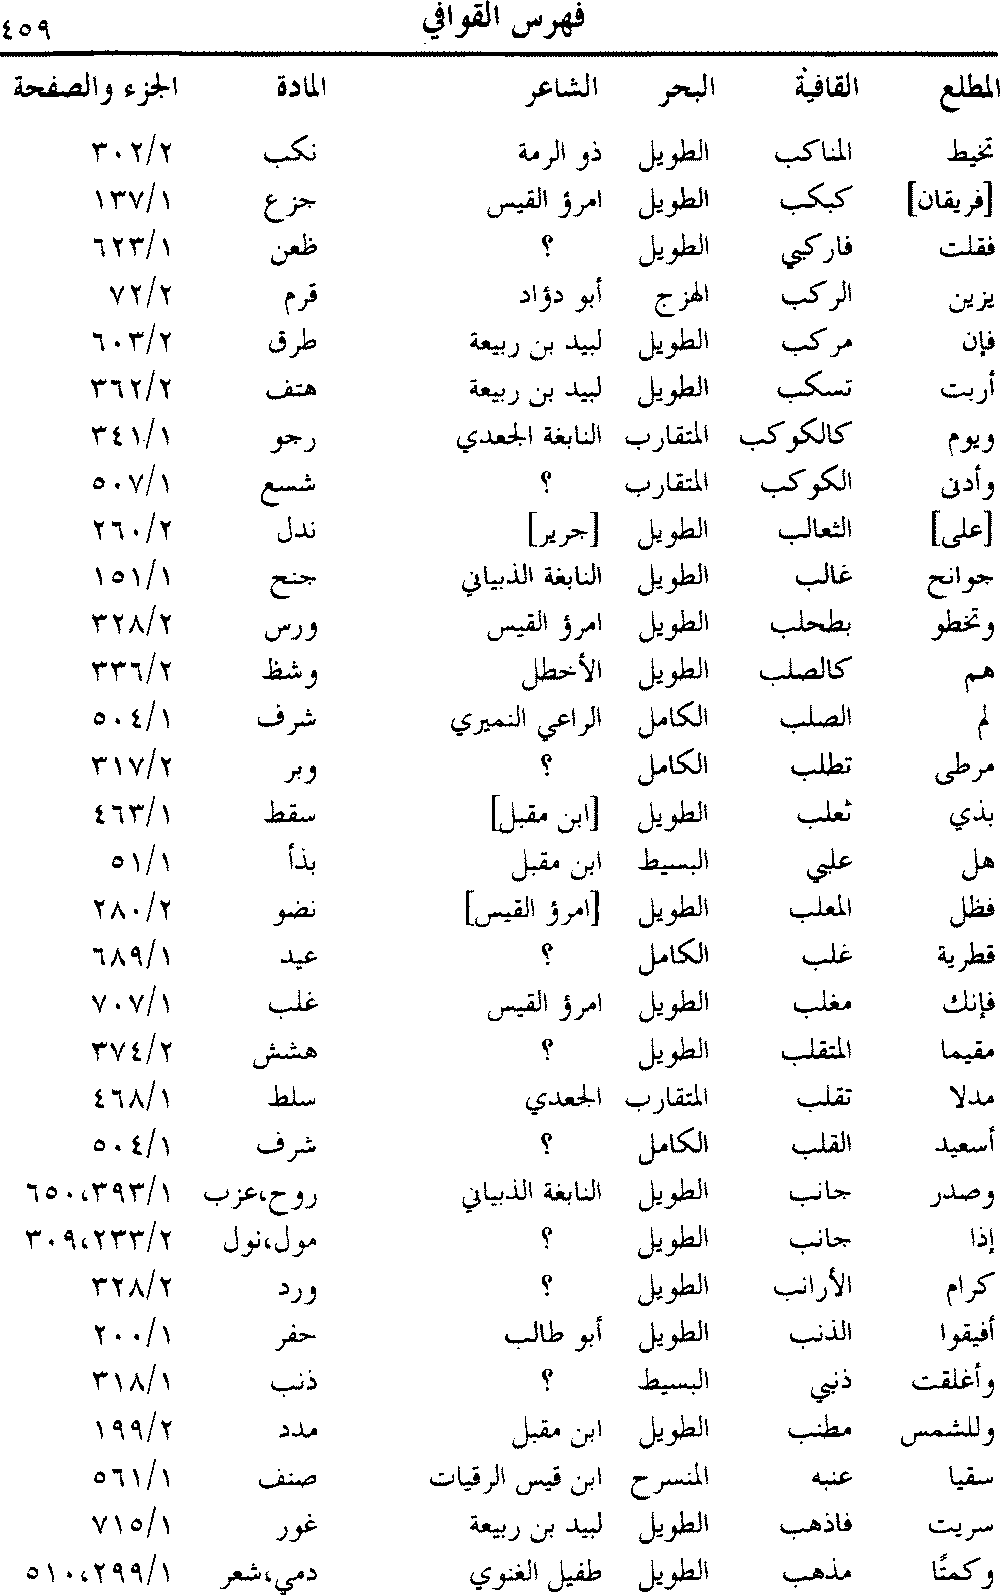 فهرس القوافي ٤٥٩
المطلع القافية البحر الشاعر المادة الجزء والصفحة
تخيط المناكب الطويل ذو الرمة نكب ٣٠٢/٢
[فريقان] كبكب الطويل امرؤ القيس جزع ١٣٧/١
فقلت فاركبي الطويل ؟ ظعن ٦٢٣/١
يزين الركب الهزج أبو دؤاد قرم ٧٢/٢
فإن مركب الطويل لبيد بن ربيعة طرق ٦٠٣/٢
أربت تسكب الطويل لبيد بن ربيعة هتف ٣٦٢/٢
ويوم كالكوكب المتقارب النابغة الجعدي رجو ٣٤١/١
وأدنى الكوكب المتقارب ؟ شسع ٥٠٧/١
[على] الثعالب الطويل [جرير] ندل ٢٦٠/٢
جوانح غالب الطويل النابغة الذبياني جنح ١٥١/١
وتخطو بطحلب الطويل امرؤ القيس ورس ٣٢٨/٢
هم كالصلب الطويل الأخطل وشظ ٣٣٦/٢
لم الصلب الكامل الراعي النميري شرف ٥٠٤/١
مرطى تطلب الكامل ؟ وبر ٣١٧/٢
بذي ثعلب الطويل [ابن مقبل] سقط ٤٦٣/١
هل علبي البسيط ابن مقبل بذأ ٥١/١
فظل المعلب الطويل [امرؤ القيس] نضو ٢٨٠/٢
قطرية غلب الكامل ؟ عيد ٦٨٩/١
فإنك مغلب الطويل امرؤ القيس غلب ٧٠٧/١
مقيما المتقلب الطويل ؟ هشش ٣٧٤/٢
مدلا تقلب المتقارب الجعدي سلط ٤٦٨/١
أسعيد القلب الكامل ؟ شرف ٥٠٤/١
وصدر جانب الطويل النابغة الذبياني روح،عزب ٦٥٠،٣٩٣/١
إذا جانب الطويل ؟ مول،نول ٣٠٩،٢٣٣/٢
كرام الأرانب الطويل ؟ ورد ٣٢٨/٢
أفيقوا الذنب الطويل أبو طالب حفر ٢٠٠/١
وأغلقت ذنبي البسيط ؟ ذنب ٣١٨/١
وللشمس مطنب الطويل ابن مقبل مدد ١٩٩/٢
سقيا عنبه المنسرح ابن قيس الرقيات صنف ٥٦١/١
سريت فاذهب الطويل لبيد بن ربيعة غور ٧١٥/١
وكمتًا مذهب الطويل طفيل الغنوي دمي،شعر ٥١٠،٢٩٩/١